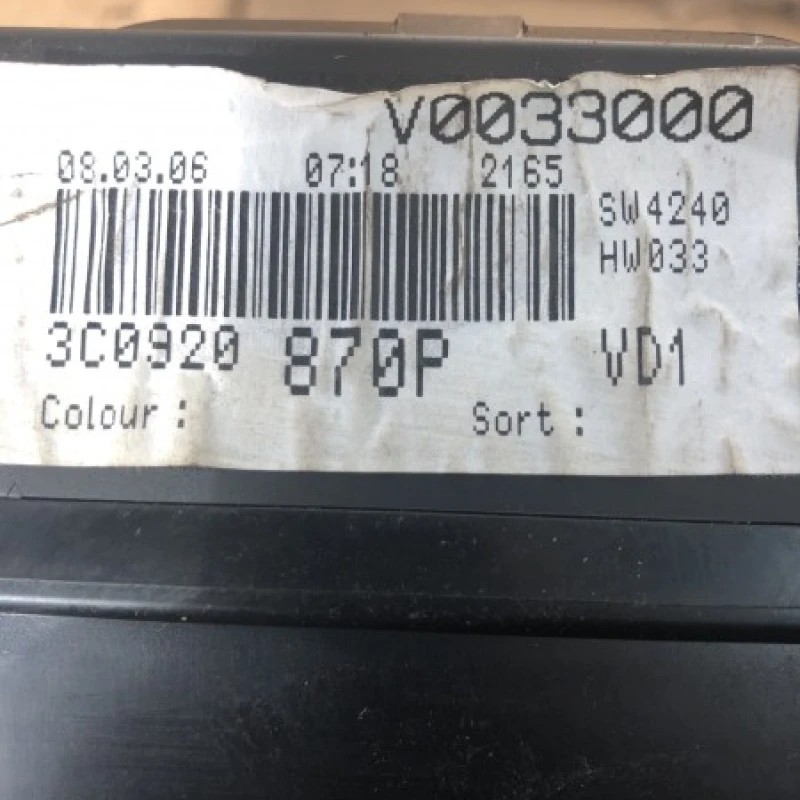 V0033000
08.03.06 07:18 2165
SW4240
HW033
3C0920 870P VD1
Colour : Sort :